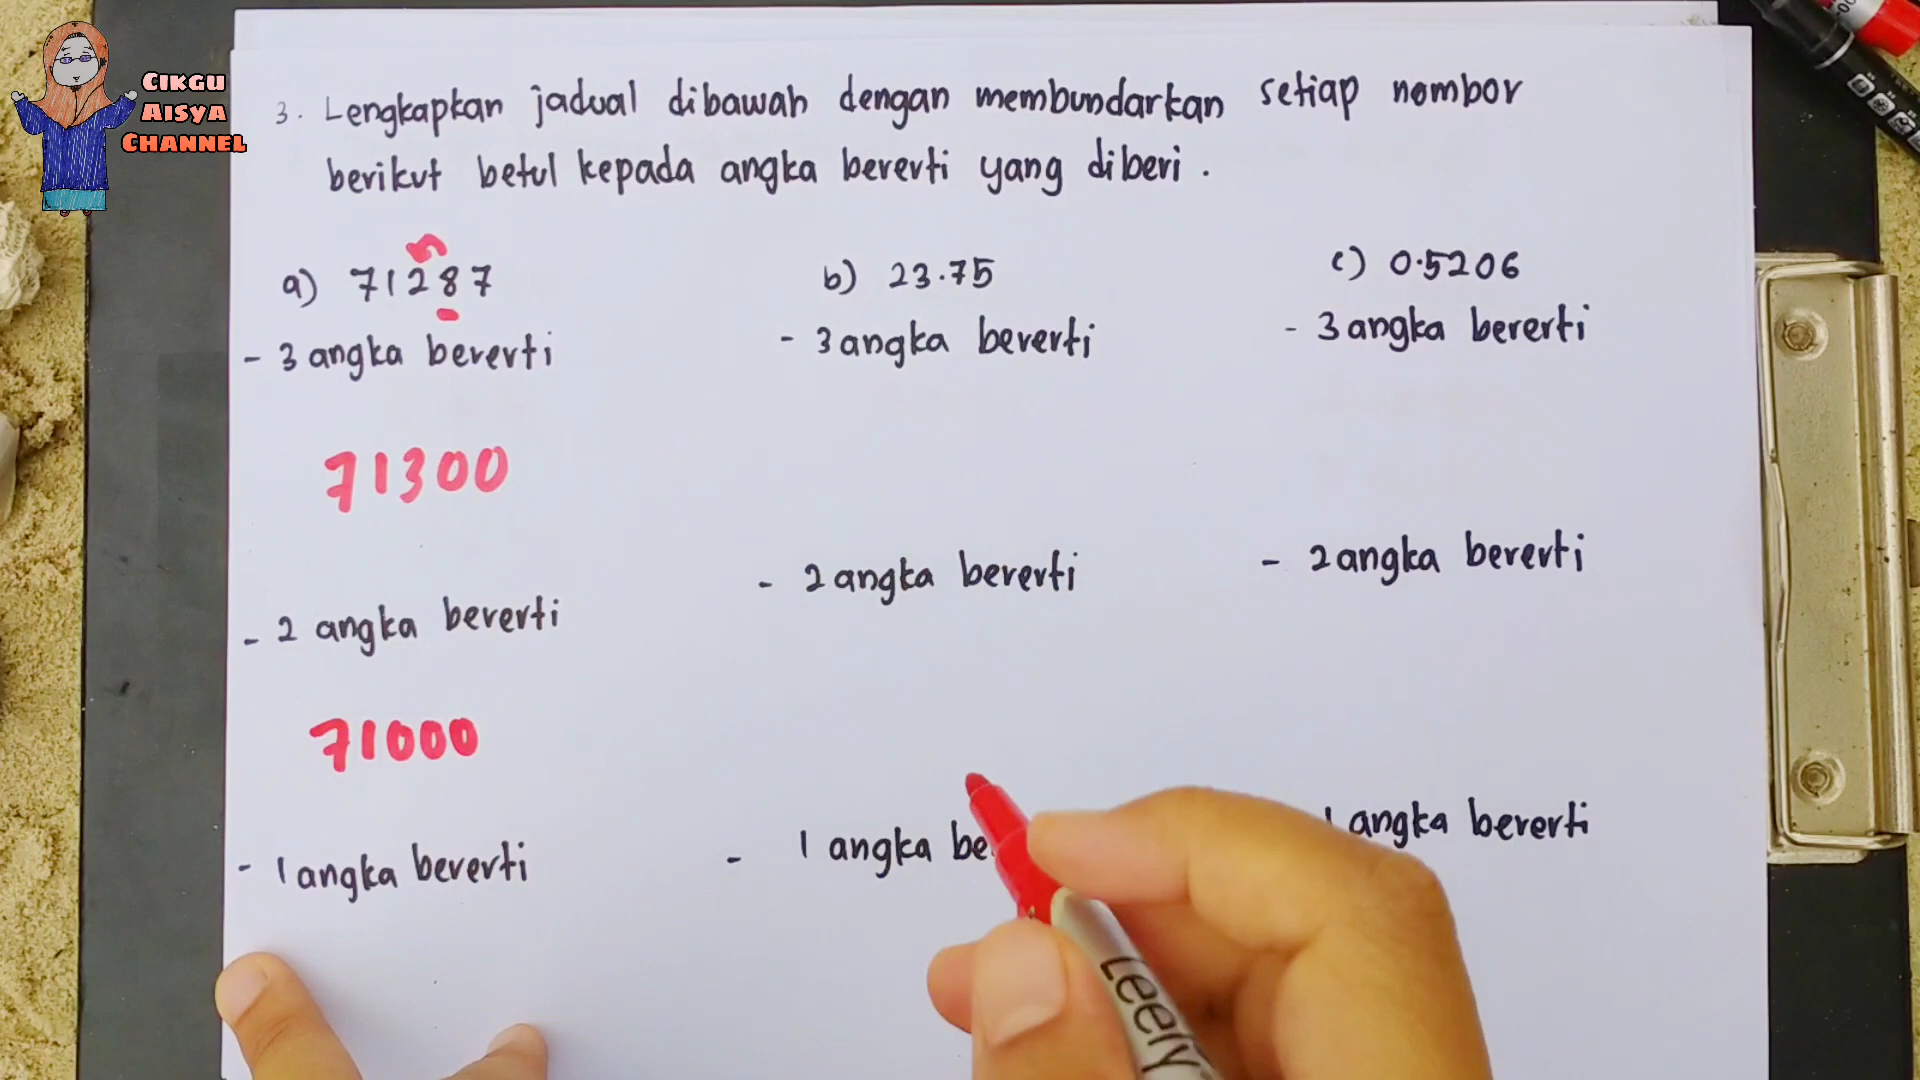 CIKGU
AISYA
CHANNEL
3. Lengkapkan jadual dibawah dengan membundarkan setiap nombor
berikut betul kepada angka bererti yang diberi.
a) 71287
- 3 angka bererti
71300
- 2 angka bererti
71000
- 1 angka bererti
b) 23.75
- 3 angka bererti
- 2 angka bererti
- 1 angka
c) 0.5206
- 3 angka bererti
- 2 angka bererti
1 angka bererti
Leery